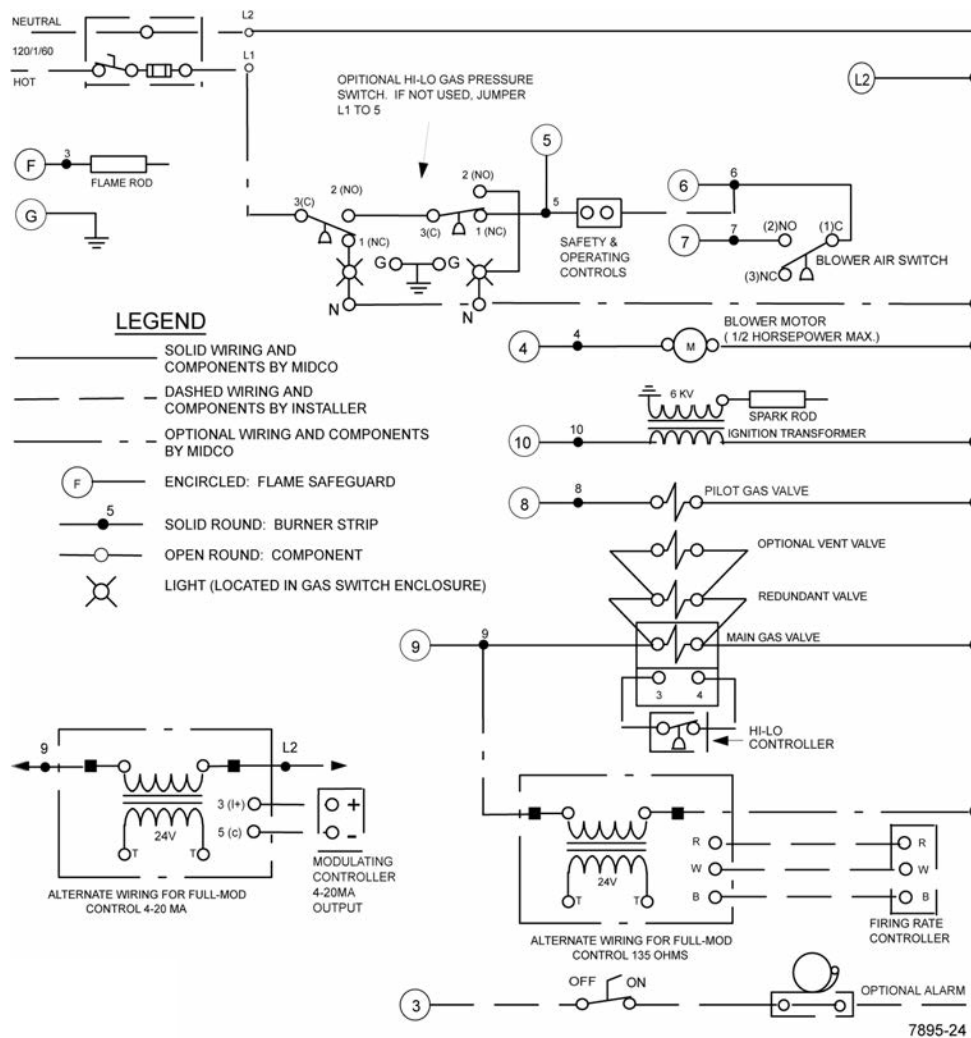 NEUTRAL
L2
120/1/60
L1
HOT
OPITIONAL HI-LO GAS PRESSURE
SWITCH. IF NOT USED, JUMPER
L1 TO 5
L2
F
3
FLAME ROD
G
3(C)
2 (NO)
1 (NC)
3(C)
2 (NO)
1 (NC)
5
5
SAFETY &
OPERATING
CONTROLS
6
6
7
7
(2)NO
(1)C
(3)NC
BLOWER AIR SWITCH
G
G
N
N
LEGEND
SOLID WIRING AND
COMPONENTS BY MIDCO
DASHED WIRING AND
COMPONENTS BY INSTALLER
OPTIONAL WIRING AND COMPONENTS
BY MIDCO
F
ENCIRCLED: FLAME SAFEGUARD
5
SOLID ROUND: BURNER STRIP
OPEN ROUND: COMPONENT
LIGHT (LOCATED IN GAS SWITCH ENCLOSURE)
4
4
M
BLOWER MOTOR
( 1/2 HORSEPOWER MAX.)
6 KV
SPARK ROD
10
10
IGNITION TRANSFORMER
8
8
PILOT GAS VALVE
OPTIONAL VENT VALVE
REDUNDANT VALVE
9
9
MAIN GAS VALVE
3
4
HI-LO
CONTROLLER
9
L2
24V
T
T
3 (I+)
5 (c)
+
-
MODULATING
CONTROLLER
4-20MA
OUTPUT
ALTERNATE WIRING FOR FULL-MOD
CONTROL 4-20 MA
24V
T
T
R
W
B
R
W
B
FIRING RATE
CONTROLLER
ALTERNATE WIRING FOR FULL-MOD
CONTROL 135 OHMS
3
OFF
ON
OPTIONAL ALARM
7895-24